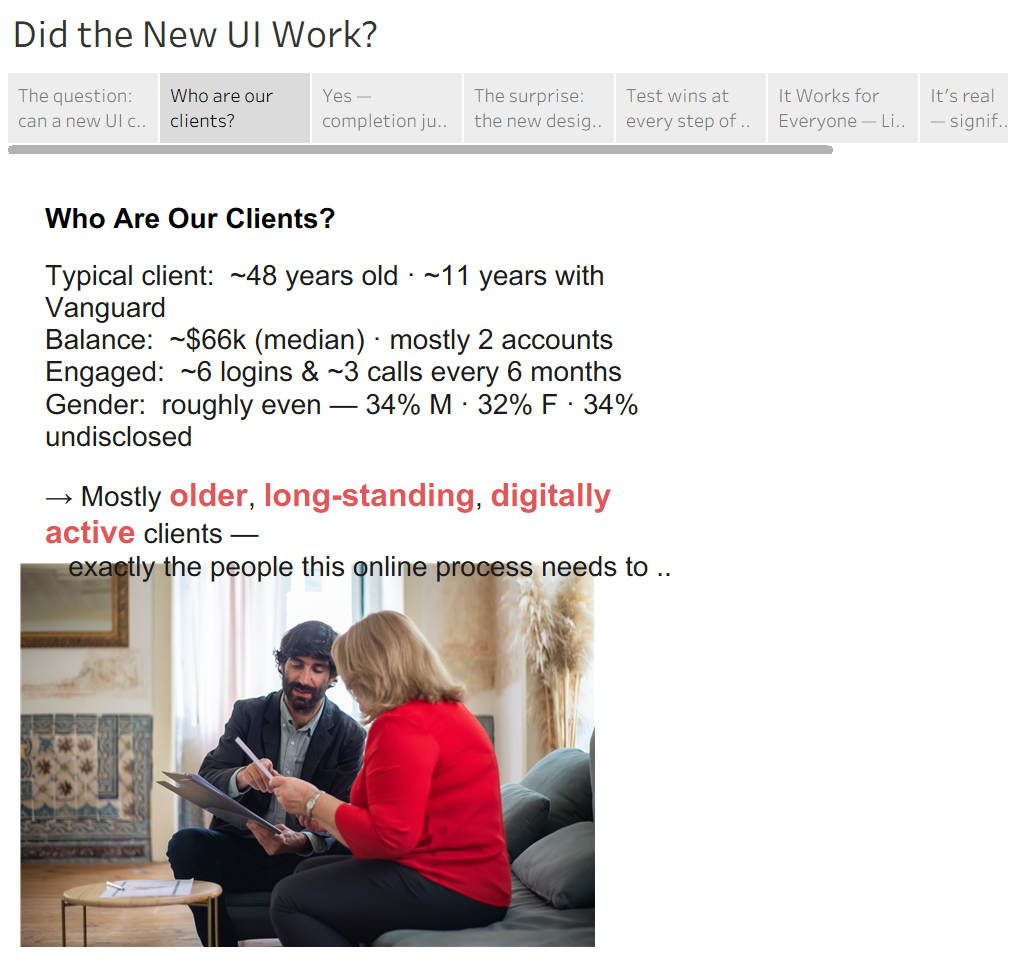 Did the New UI Work?
The question:
can a new UI c..
Who are our
clients?
Yes —
completion ju..
The surprise:
the new desig..
Test wins at
every step of ..
It Works for
Everyone — Li..
It's real
— signif..
Who Are Our Clients?
Typical client:  ~48 years old · ~11 years with
Vanguard
Balance:  ~$66k (median) · mostly 2 accounts
Engaged:  ~6 logins & ~3 calls every 6 months
Gender:  roughly even — 34% M · 32% F · 34%
undisclosed
→ Mostly older, long-standing, digitally
active clients —
exactly the people this online process needs to ..